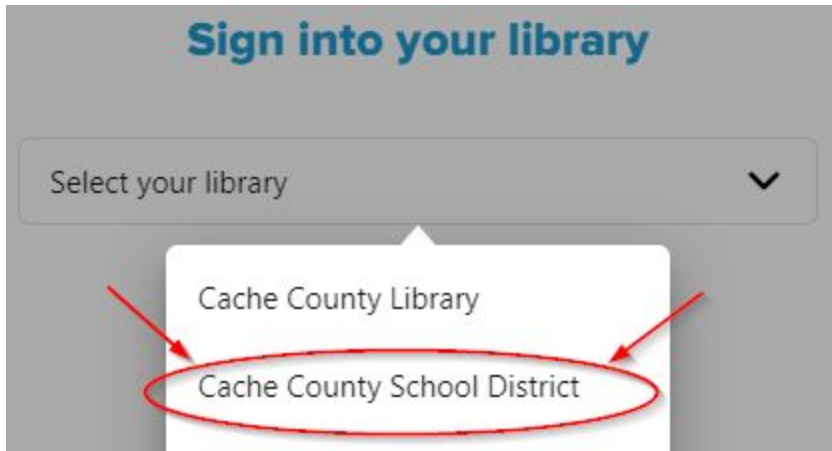 Sign into your library
Select your library
Cache County Library
Cache County School District